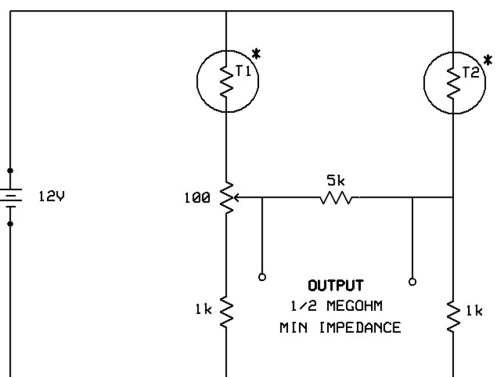 * *
T1 T2
5k
12V 100
OUTPUT
1k 1/2 MEGOHM 1k
MIN IMPEDANCE